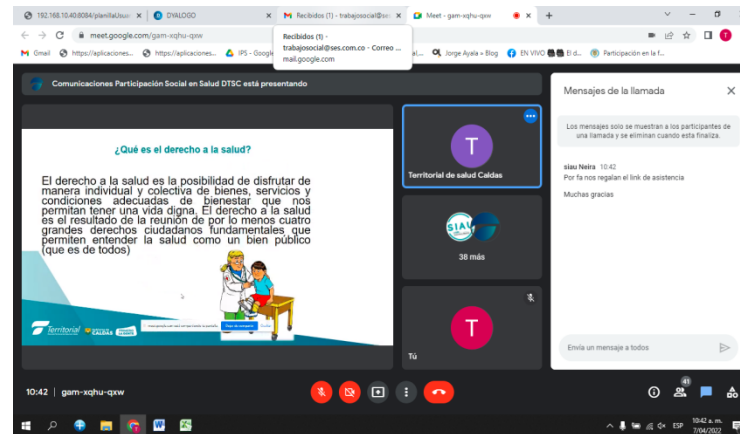 192.168.10.40:8084/planillaUsuar
DYALOGO
Recibidos (1) - trabajosocial@ses
Meet - gam-xqhu-qxw
meet.google.com/gam-xqhu-qxw
Recibidos (1) -
trabajosocial@ses.com.co - Correo ...
mail.google.com
Gmail
https://aplicaciones...
https://aplicaciones...
IPS - Google
Jorge Ayala » Blog
EN VIVO
El d...
Participación en la f...
Comunicaciones Participación Social en Salud DTSC está presentando
¿Qué es el derecho a la salud?
El derecho a la salud es la posibilidad de disfrutar de
manera individual y colectiva de bienes, servicios y
condiciones adecuadas de bienestar que nos
permitan tener una vida digna. El derecho a la salud
es el resultado de la reunión de por lo menos cuatro
grandes derechos ciudadanos fundamentales que
permiten entender la salud como un bien público
(que es de todos)
Territorial
CALDAS
T
Territorial de salud Caldas
SIAU
38 más
T
Tú
Mensajes de la llamada
Los mensajes solo se muestran a los participantes de
una llamada y se eliminan cuando esta finaliza.
siau Neira 10:42
Por fa nos regalan el link de asistencia
Muchas gracias
Envía un mensaje a todos
10:42 | gam-xqhu-qxw
41
ESP
10:42 a. m.
7/04/2022